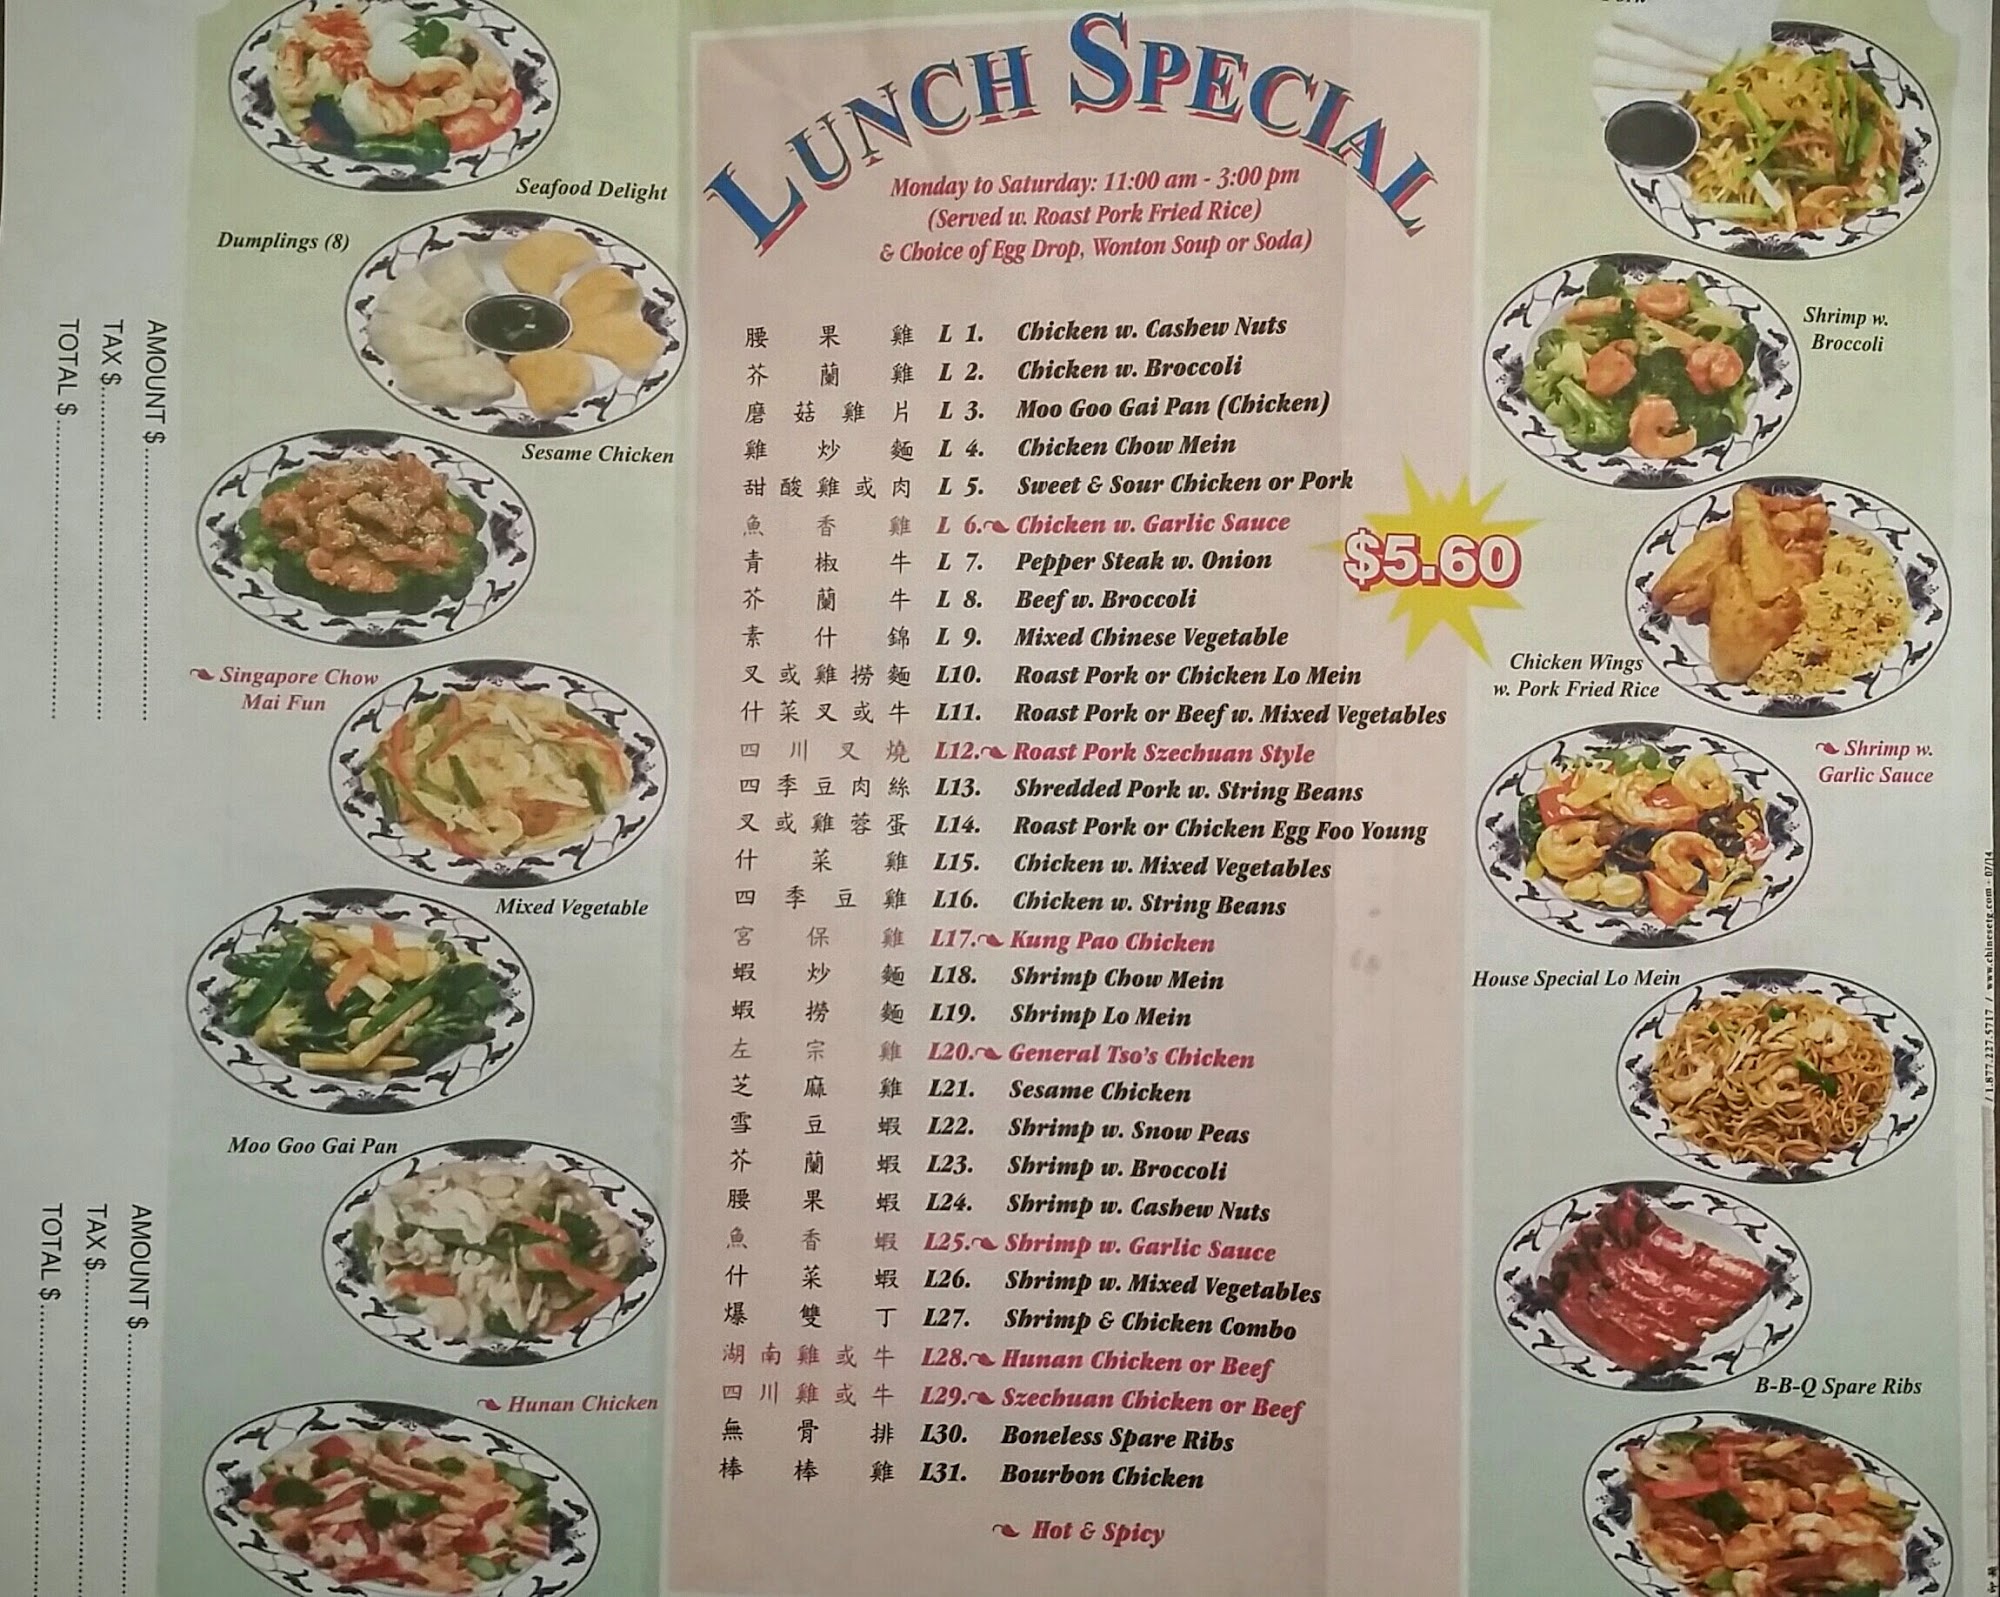 LUNCH SPECIAL
Monday to Saturday: 11:00 am - 3:00 pm
(Served w. Roast Pork Fried Rice)
& Choice of Egg Drop, Wonton Soup or Soda)
腰果雞 L 1. Chicken w. Cashew Nuts
芥蘭雞 L 2. Chicken w. Broccoli
磨菇雞片 L 3. Moo Goo Gai Pan (Chicken)
雞炒麵 L 4. Chicken Chow Mein
甜酸雞或肉 L 5. Sweet & Sour Chicken or Pork
魚香雞 L 6. Chicken w. Garlic Sauce
青椒牛 L 7. Pepper Steak w. Onion
芥蘭牛 L 8. Beef w. Broccoli
素什錦 L 9. Mixed Chinese Vegetable
叉或雞撈麵 L10. Roast Pork or Chicken Lo Mein
什菜叉或牛 L11. Roast Pork or Beef w. Mixed Vegetables
四川叉燒 L12. Roast Pork Szechuan Style
四季豆肉絲 L13. Shredded Pork w. String Beans
叉或雞蓉蛋 L14. Roast Pork or Chicken Egg Foo Young
什菜雞 L15. Chicken w. Mixed Vegetables
四季豆雞 L16. Chicken w. String Beans
宮保雞 L17. Kung Pao Chicken
蝦炒麵 L18. Shrimp Chow Mein
蝦撈麵 L19. Shrimp Lo Mein
左宗雞 L20. General Tso's Chicken
芝麻雞 L21. Sesame Chicken
雪豆蝦 L22. Shrimp w. Snow Peas
芥蘭蝦 L23. Shrimp w. Broccoli
腰果蝦 L24. Shrimp w. Cashew Nuts
魚香蝦 L25. Shrimp w. Garlic Sauce
什菜蝦 L26. Shrimp w. Mixed Vegetables
爆雙丁 L27. Shrimp & Chicken Combo
湖南雞或牛 L28. Hunan Chicken or Beef
四川雞或牛 L29. Szechuan Chicken or Beef
無骨排 L30. Boneless Spare Ribs
棒棒雞 L31. Bourbon Chicken
Hot & Spicy
$5.60
Seafood Delight
Dumplings (8)
Sesame Chicken
Singapore Chow
Mai Fun
Mixed Vegetable
Moo Goo Gai Pan
Hunan Chicken
Shrimp w.
Broccoli
Chicken Wings
w. Pork Fried Rice
Shrimp w.
Garlic Sauce
House Special Lo Mein
B-B-Q Spare Ribs
AMOUNT $
TAX $
TOTAL $
AMOUNT $
TAX $
TOTAL $
/ 1.877.227.5717 / www.chinesetg.com - 07/14